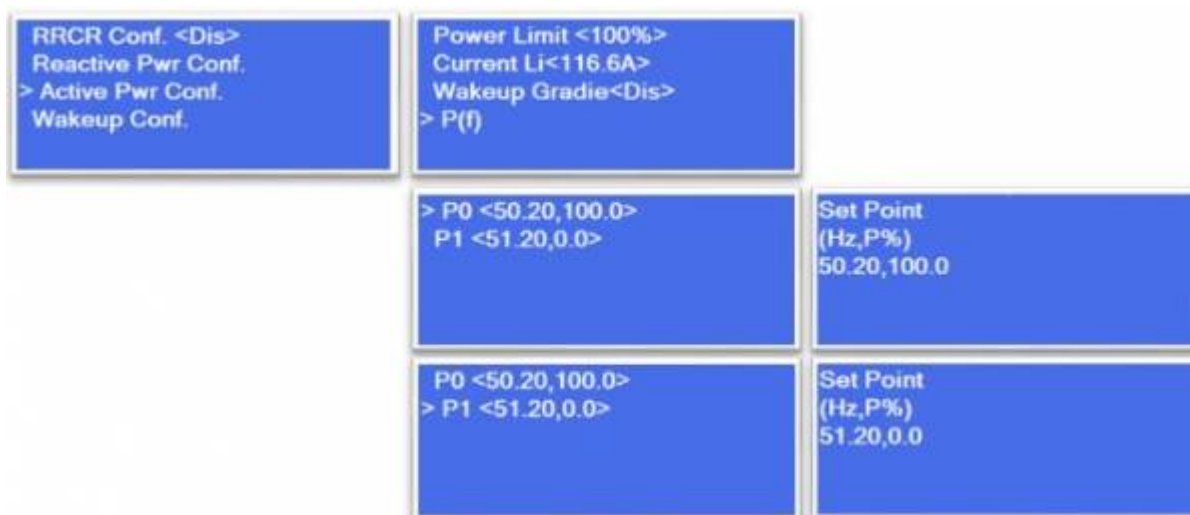 RRCR Conf. <Dis>
Reactive Pwr Conf.
> Active Pwr Conf.
Wakeup Conf.
Power Limit <100%>
Current Li<116.6A>
Wakeup Gradie<Dis>
> P(f)
> P0 <50.20,100.0>
P1 <51.20,0.0>
Set Point
(Hz,P%)
50.20,100.0
P0 <50.20,100.0>
> P1 <51.20,0.0>
Set Point
(Hz,P%)
51.20,0.0